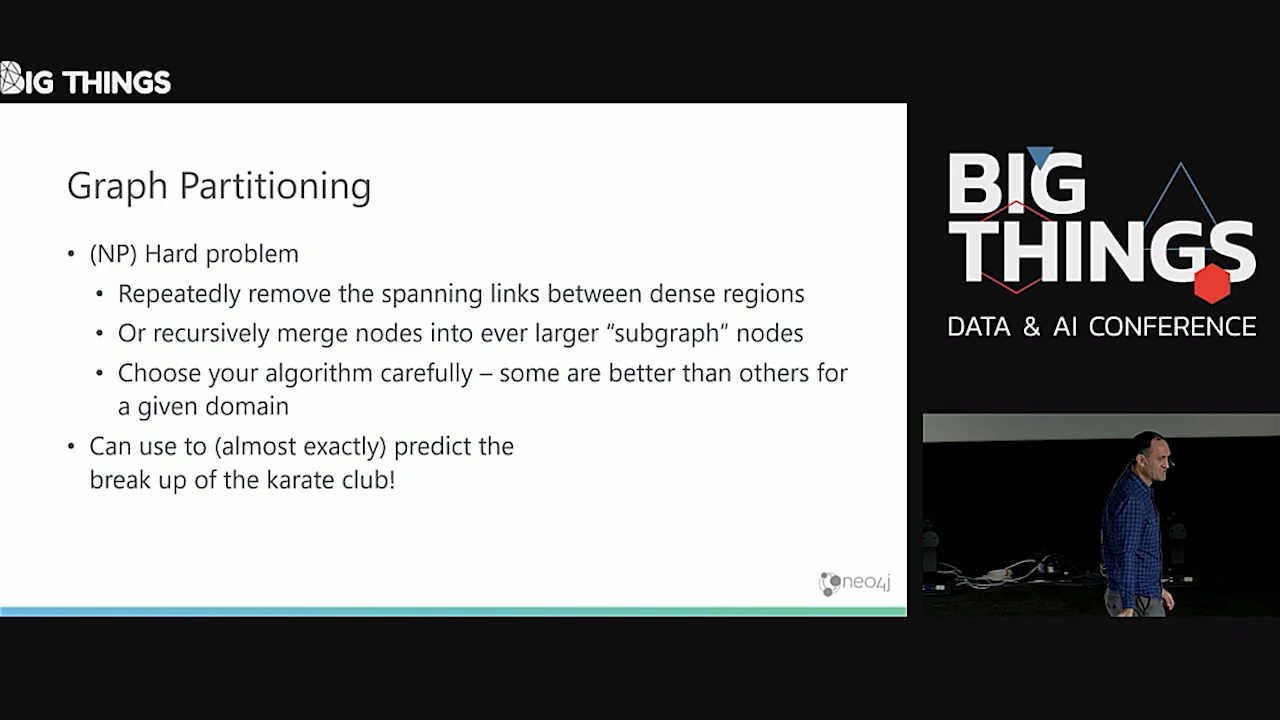 BIG THINGS
Graph Partitioning
• (NP) Hard problem
• Repeatedly remove the spanning links between dense regions
• Or recursively merge nodes into ever larger “subgraph” nodes
• Choose your algorithm carefully – some are better than others for
a given domain
• Can use to (almost exactly) predict the
break up of the karate club!
neo4j
BIG
THINGS
DATA & AI CONFERENCE